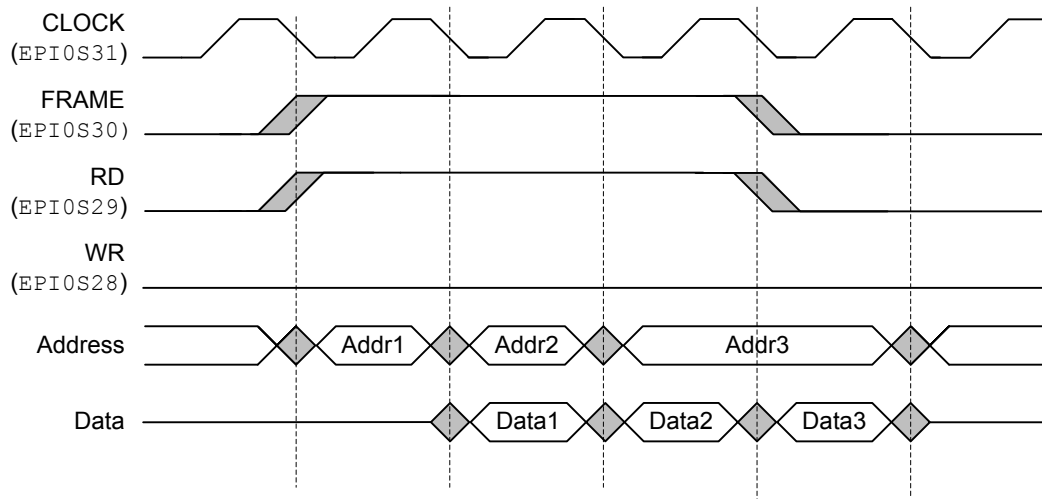 CLOCK
(EPI0S31)
FRAME
(EPI0S30)
RD
(EPI0S29)
WR
(EPI0S28)
Address Addr1 Addr2 Addr3
Data Data1 Data2 Data3